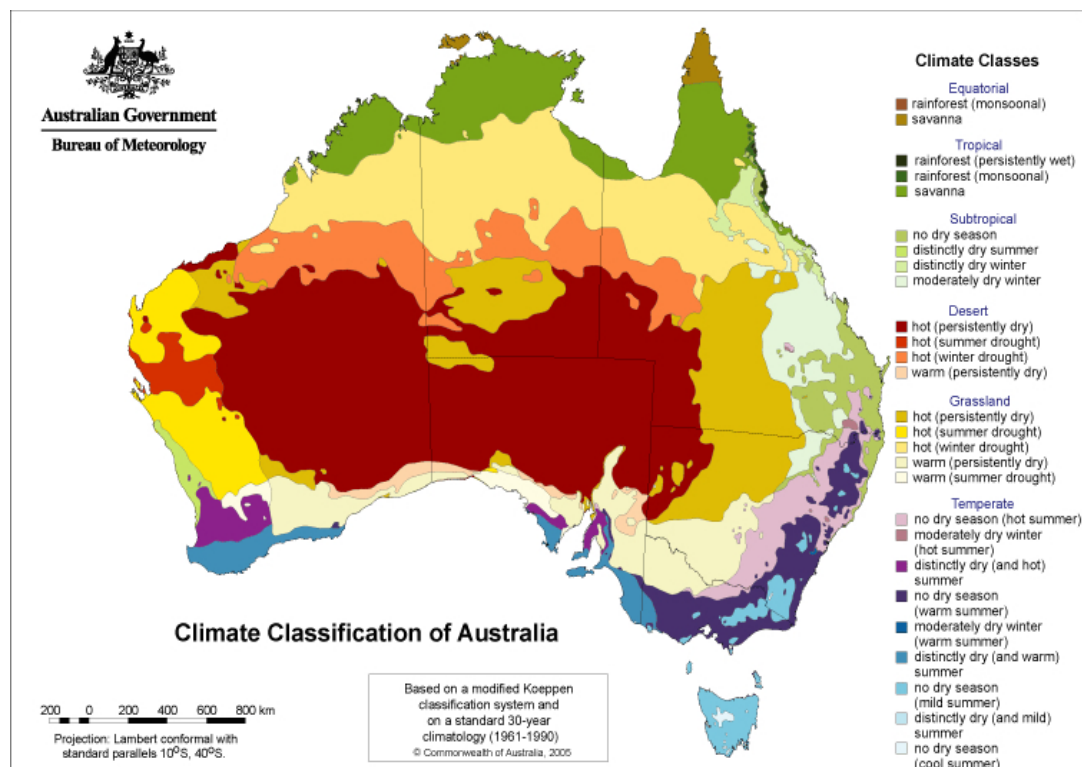 Australian Government
Bureau of Meteorology
Climate Classes
Equatorial
rainforest (monsoonal)
savanna
Tropical
rainforest (persistently wet)
rainforest (monsoonal)
savanna
Subtropical
no dry season
distinctly dry summer
distinctly dry winter
moderately dry winter
Desert
hot (persistently dry)
hot (summer drought)
hot (winter drought)
warm (persistently dry)
Grassland
hot (persistently dry)
hot (summer drought)
hot (winter drought)
warm (persistently dry)
warm (summer drought)
Temperate
no dry season (hot summer)
moderately dry winter
(hot summer)
distinctly dry (and hot)
summer
no dry season
(warm summer)
moderately dry winter
(warm summer)
distinctly dry (and warm)
summer
no dry season
(mild summer)
distinctly dry (and mild)
summer
no dry season
(cool summer)
Climate Classification of Australia
200 0 200 400 600 800 km
Projection: Lambert conformal with
standard parallels 10°S, 40°S.
Based on a modified Koeppen
classification system and
on a standard 30-year
climatology (1961-1990)
© Commonwealth of Australia, 2005